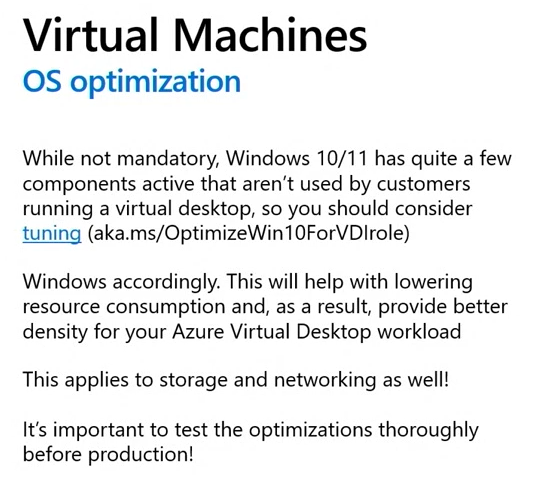 Virtual Machines
OS optimization
While not mandatory, Windows 10/11 has quite a few
components active that aren't used by customers
running a virtual desktop, so you should consider
tuning (aka.ms/OptimizeWin10ForVDIrole)
Windows accordingly. This will help with lowering
resource consumption and, as a result, provide better
density for your Azure Virtual Desktop workload
This applies to storage and networking as well!
It's important to test the optimizations thoroughly
before production!